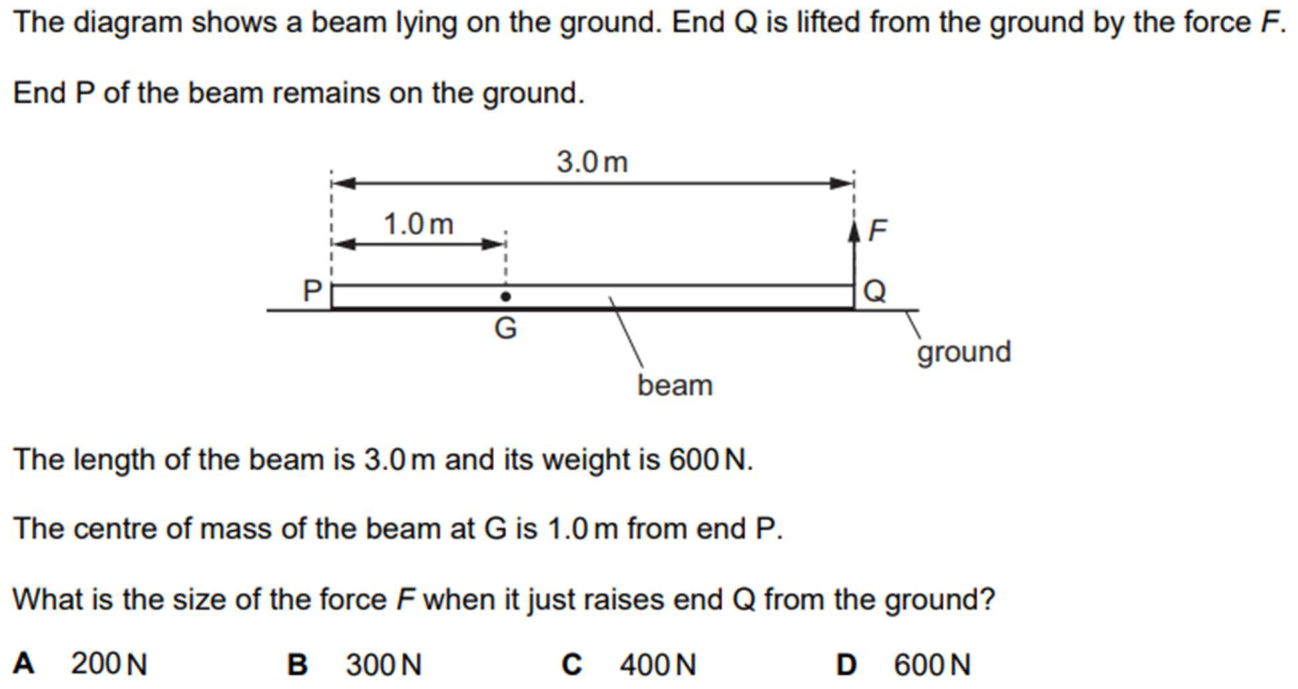 The diagram shows a beam lying on the ground. End Q is lifted from the ground by the force F.
End P of the beam remains on the ground.
3.0 m
1.0 m
F
P
Q
G
ground
beam
The length of the beam is 3.0 m and its weight is 600 N.
The centre of mass of the beam at G is 1.0 m from end P.
What is the size of the force F when it just raises end Q from the ground?
A 200 N B 300 N C 400 N D 600 N